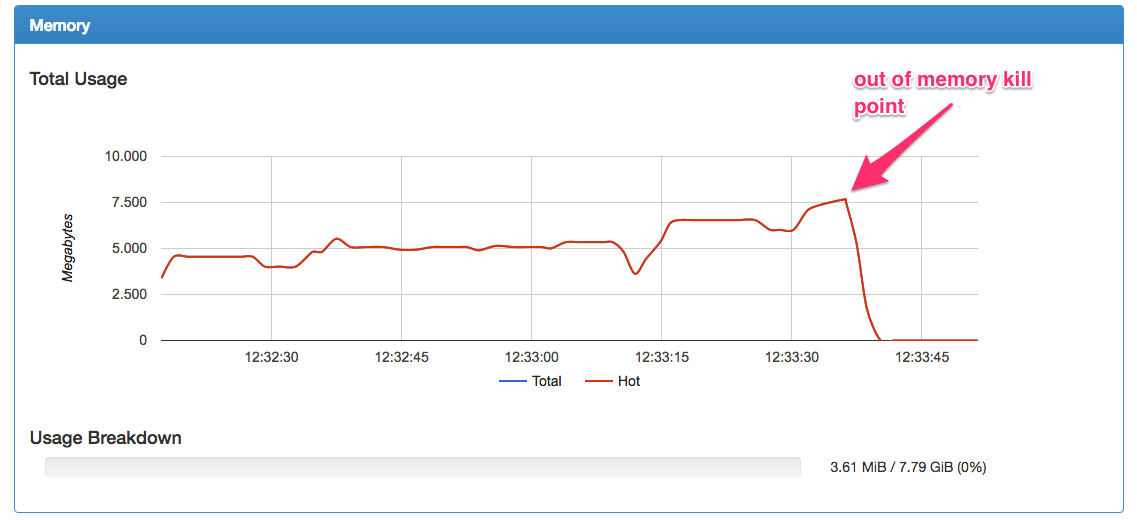 Memory
Total Usage
out of memory kill
point
10.000
7.500
5.000
2.500
0
Megabytes
12:32:30 12:32:45 12:33:00 12:33:15 12:33:30 12:33:45
Total Hot
Usage Breakdown
3.61 MiB / 7.79 GiB (0%)